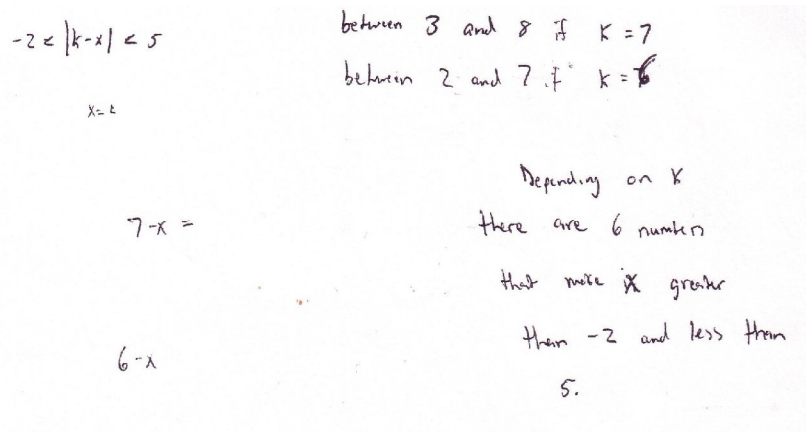 -2 < |k-x| < 5
between 3 and 8 if K = 7
between 2 and 7 if k = 6
x =
7-x =
6-x
Depending on K
there are 6 numbers
that make x greater
than -2 and less than
5.